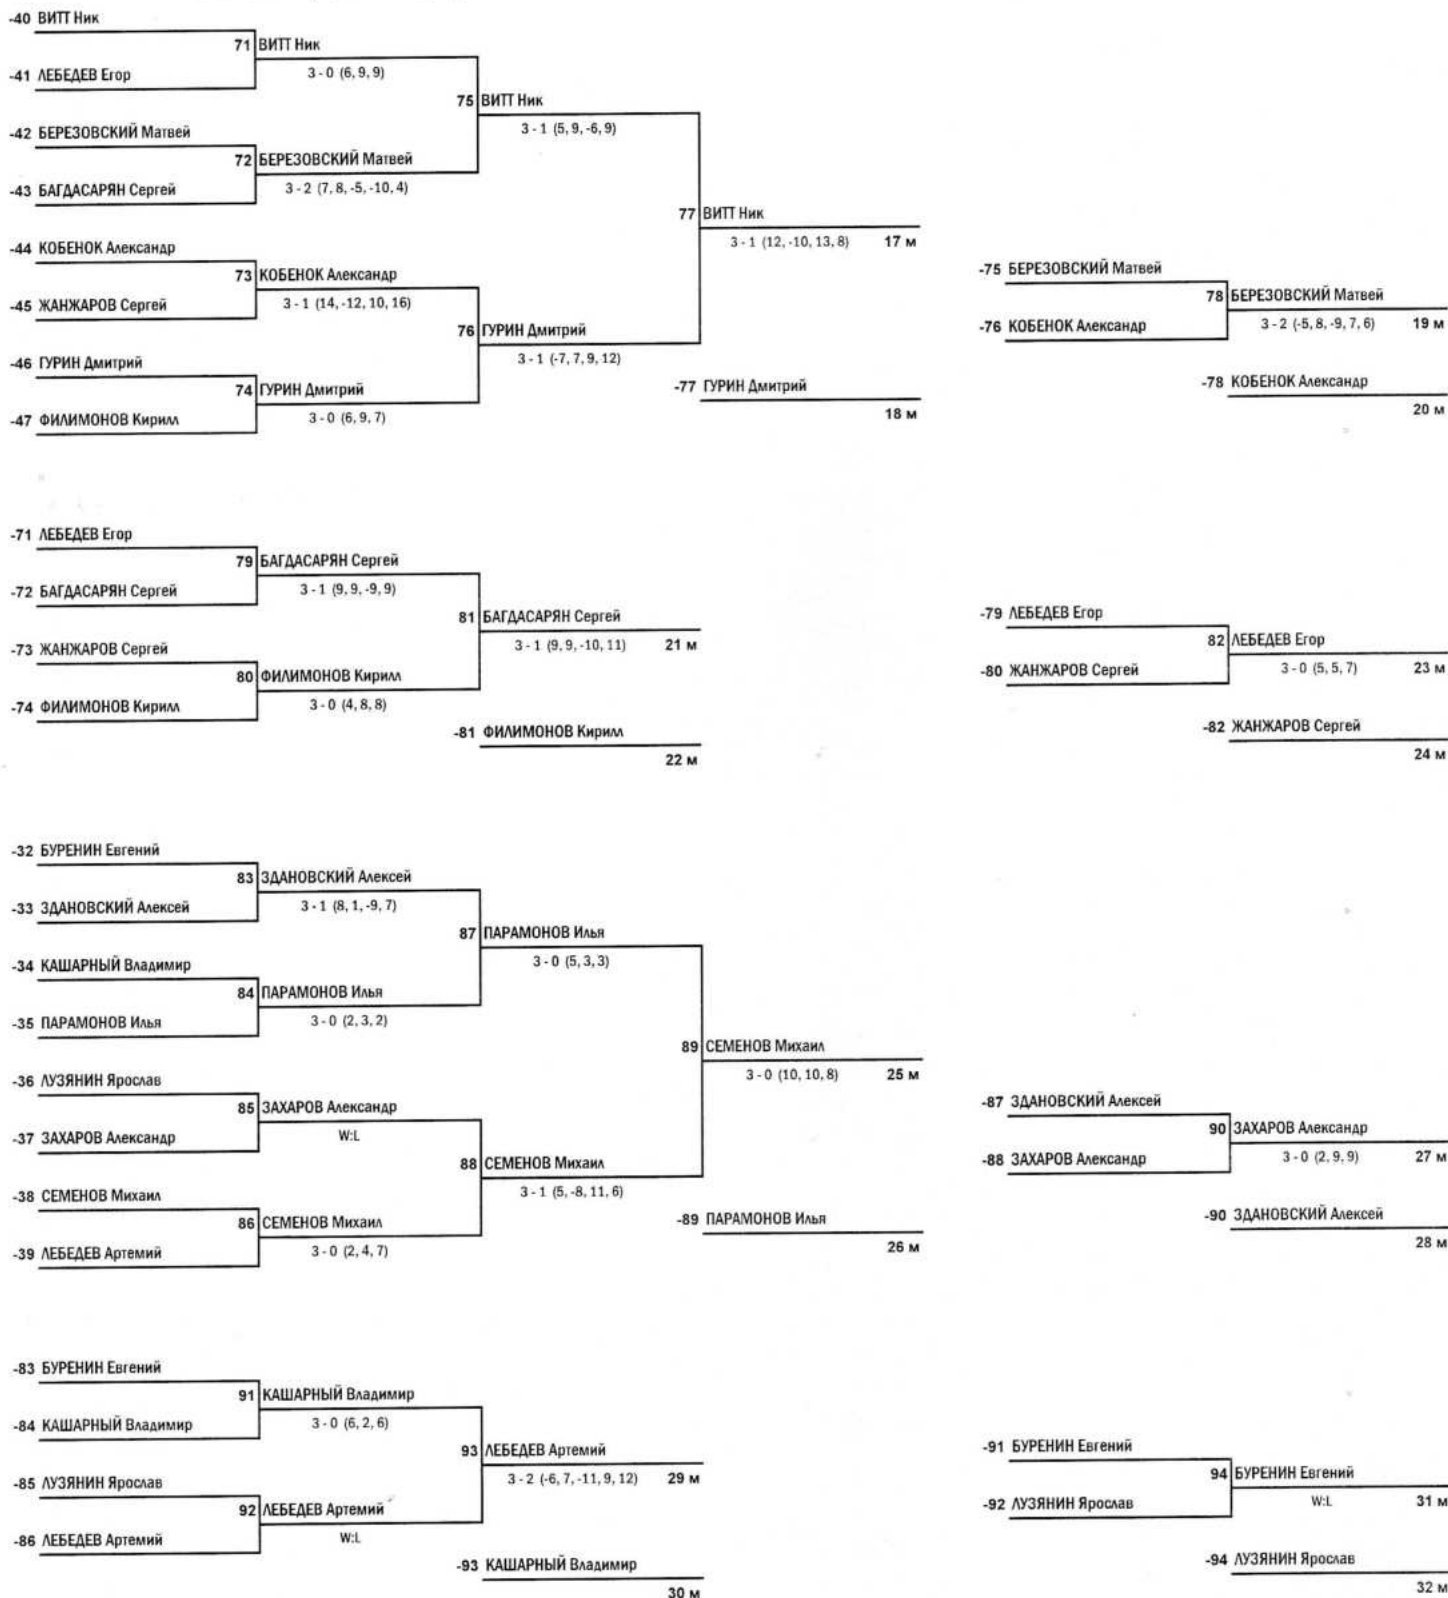 -40 ВИТТ Ник
71 ВИТТ Ник
-41 ЛЕБЕДЕВ Егор
3 - 0 (6, 9, 9)
75 ВИТТ Ник
3 - 1 (5, 9, -6, 9)
-42 БЕРЕЗОВСКИЙ Матвей
72 БЕРЕЗОВСКИЙ Матвей
-43 БАГДАСАРЯН Сергей
3 - 2 (7, 8, -5, -10, 4)
77 ВИТТ Ник
3 - 1 (12, -10, 13, 8) 17 м
-44 КОБЕНОК Александр
73 КОБЕНОК Александр
-45 ЖАНЖАРОВ Сергей
3 - 1 (14, -12, 10, 16)
76 ГУРИН Дмитрий
3 - 1 (-7, 7, 9, 12)
-46 ГУРИН Дмитрий
74 ГУРИН Дмитрий
-47 ФИЛИМОНОВ Кирилл
3 - 0 (6, 9, 7)
-77 ГУРИН Дмитрий
18 м
-75 БЕРЕЗОВСКИЙ Матвей
78 БЕРЕЗОВСКИЙ Матвей
-76 КОБЕНОК Александр
3 - 2 (-5, 8, -9, 7, 6) 19 м
-78 КОБЕНОК Александр
20 м
-71 ЛЕБЕДЕВ Егор
79 БАГДАСАРЯН Сергей
-72 БАГДАСАРЯН Сергей
3 - 1 (9, 9, -9, 9)
81 БАГДАСАРЯН Сергей
3 - 1 (9, 9, -10, 11) 21 м
-73 ЖАНЖАРОВ Сергей
80 ФИЛИМОНОВ Кирилл
-74 ФИЛИМОНОВ Кирилл
3 - 0 (4, 8, 8)
-81 ФИЛИМОНОВ Кирилл
22 м
-79 ЛЕБЕДЕВ Егор
82 ЛЕБЕДЕВ Егор
-80 ЖАНЖАРОВ Сергей
3 - 0 (5, 5, 7) 23 м
-82 ЖАНЖАРОВ Сергей
24 м
-32 БУРЕНИН Евгений
83 ЗДАНОВСКИЙ Алексей
-33 ЗДАНОВСКИЙ Алексей
3 - 1 (8, 1, -9, 7)
87 ПАРАМОНОВ Илья
3 - 0 (5, 3, 3)
-34 КАШАРНЫЙ Владимир
84 ПАРАМОНОВ Илья
-35 ПАРАМОНОВ Илья
3 - 0 (2, 3, 2)
89 СЕМЕНОВ Михаил
3 - 0 (10, 10, 8) 25 м
-36 ЛУЗЯНИН Ярослав
85 ЗАХАРОВ Александр
-37 ЗАХАРОВ Александр
W:L
88 СЕМЕНОВ Михаил
3 - 1 (5, -8, 11, 6)
-38 СЕМЕНОВ Михаил
86 СЕМЕНОВ Михаил
-39 ЛЕБЕДЕВ Артемий
3 - 0 (2, 4, 7)
-89 ПАРАМОНОВ Илья
26 м
-87 ЗДАНОВСКИЙ Алексей
90 ЗАХАРОВ Александр
-88 ЗАХАРОВ Александр
3 - 0 (2, 9, 9) 27 м
-90 ЗДАНОВСКИЙ Алексей
28 м
-83 БУРЕНИН Евгений
91 КАШАРНЫЙ Владимир
-84 КАШАРНЫЙ Владимир
3 - 0 (6, 2, 6)
93 ЛЕБЕДЕВ Артемий
3 - 2 (-6, 7, -11, 9, 12) 29 м
-85 ЛУЗЯНИН Ярослав
92 ЛЕБЕДЕВ Артемий
-86 ЛЕБЕДЕВ Артемий
W:L
-93 КАШАРНЫЙ Владимир
30 м
-91 БУРЕНИН Евгений
94 БУРЕНИН Евгений
-92 ЛУЗЯНИН Ярослав
W:L 31 м
-94 ЛУЗЯНИН Ярослав
32 м